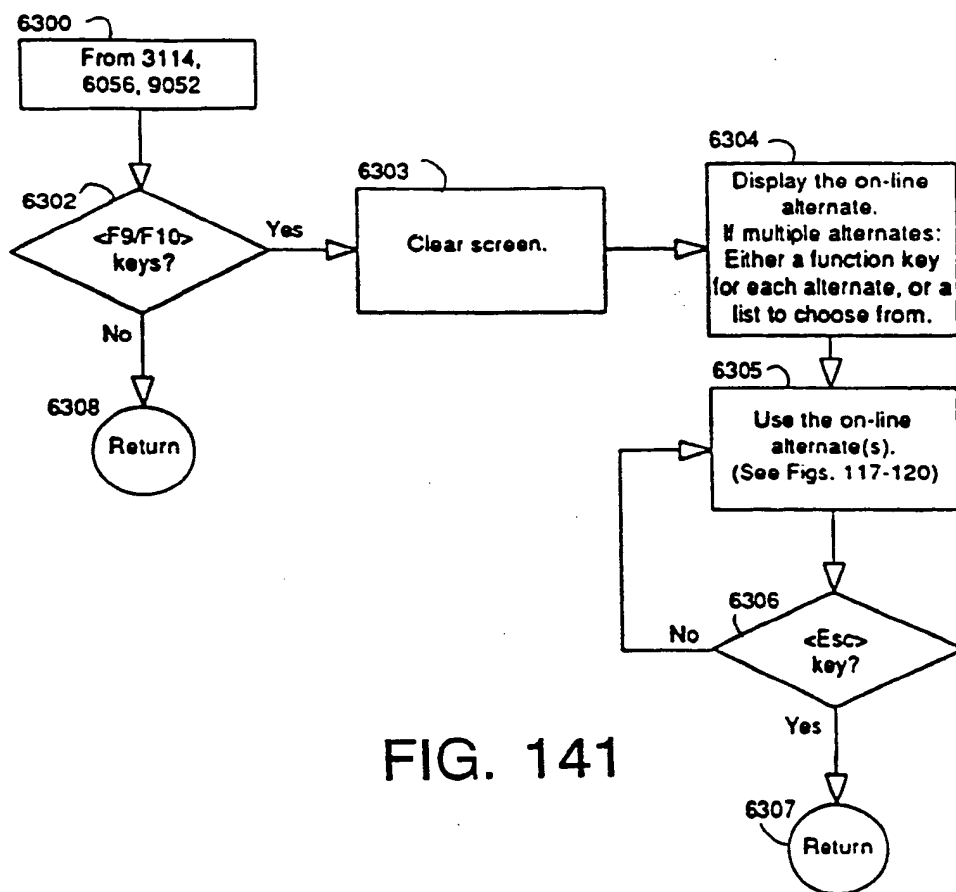 6300
From 3114,
6056, 9052
6302
<F9/F10>
keys?
Yes
No
6308
Return
6303
Clear screen.
6304
Display the on-line
alternate.
If multiple alternates:
Either a function key
for each alternate, or a
list to choose from.
6305
Use the on-line
alternate(s).
(See Figs. 117-120)
6306
<Esc>
key?
No
Yes
6307
Return
FIG. 141